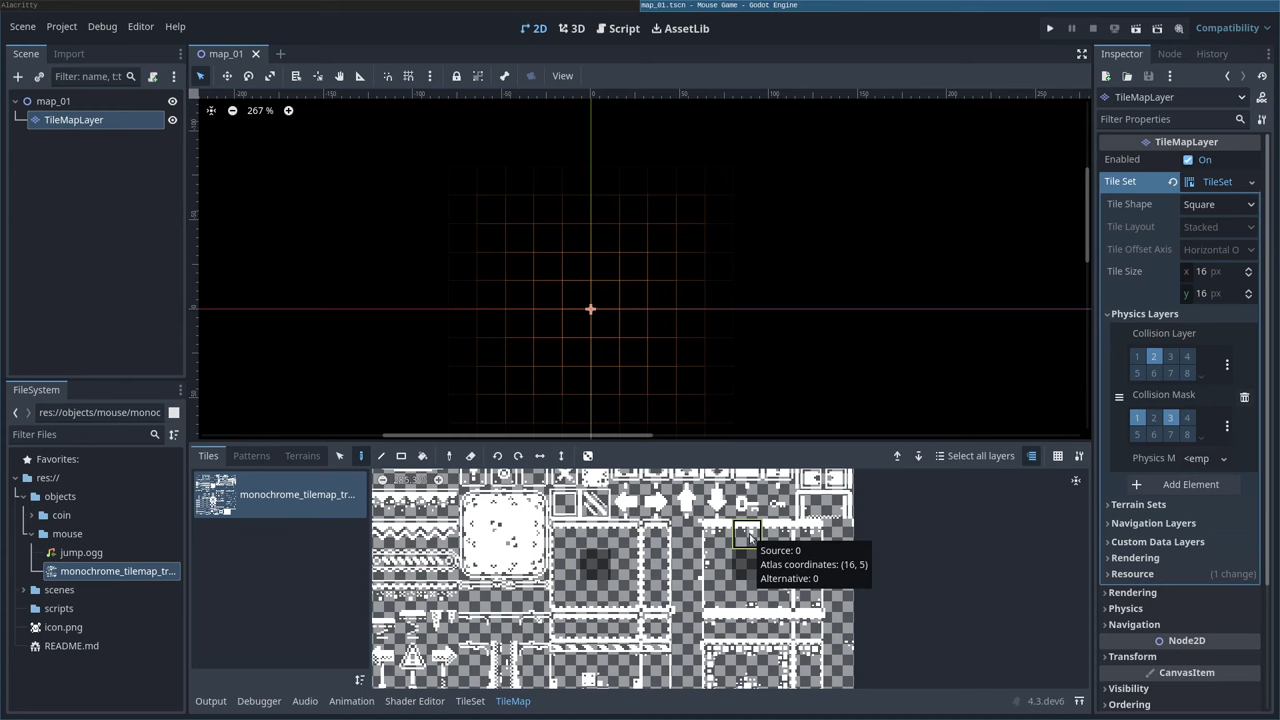 Alacritty
map_01.tscn - Mouse Game - Godot Engine
Scene Project Debug Editor Help
2D 3D Script AssetLib
Compatibility
Scene Import
map_01
Inspector Node History
Filter: name, t:t
View
TileMapLayer
Filter Properties
map_01
TileMapLayer
267 %
TileMapLayer
Enabled On
Tile Set TileSet
Tile Shape Square
Tile Layout Stacked
Tile Offset Axis Horizontal O
Tile Size x 16 px
y 16 px
Physics Layers
Collision Layer
1 2 3 4
5 6 7 8
Collision Mask
1 2 3 4
5 6 7 8
Physics M <emp
Add Element
Terrain Sets
Navigation Layers
Custom Data Layers
Rendering
Resource (1 change)
Rendering
Physics
Navigation
Node2D
Transform
CanvasItem
Visibility
Ordering
FileSystem
res://objects/mouse/monoc
Filter Files
Favorites:
res://
objects
coin
mouse
jump.ogg
monochrome_tilemap_tr...
scenes
scripts
icon.png
README.md
Tiles Patterns Terrains
Select all layers
monochrome_tilemap_tr...
Source: 0
Atlas coordinates: (16, 5)
Alternative: 0
Output Debugger Audio Animation Shader Editor TileSet TileMap
4.3.dev6